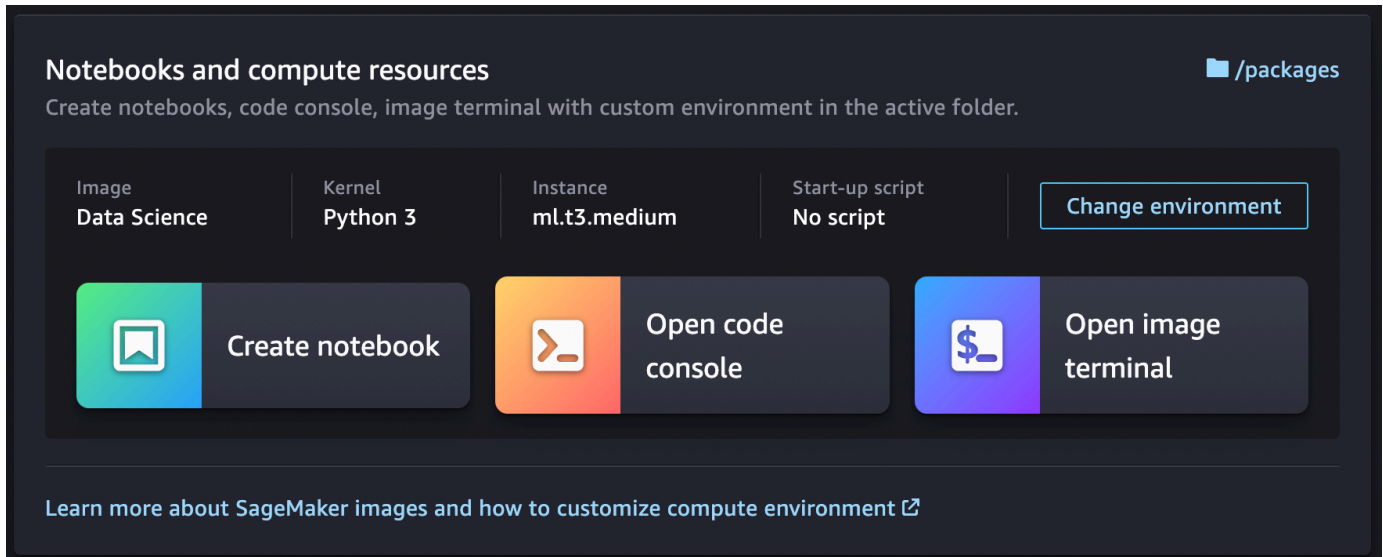 Notebooks and compute resources
/packages
Create notebooks, code console, image terminal with custom environment in the active folder.
Image
Data Science
Kernel
Python 3
Instance
ml.t3.medium
Start-up script
No script
Change environment
Create notebook
Open code
console
$_
Open image
terminal
Learn more about SageMaker images and how to customize compute environment